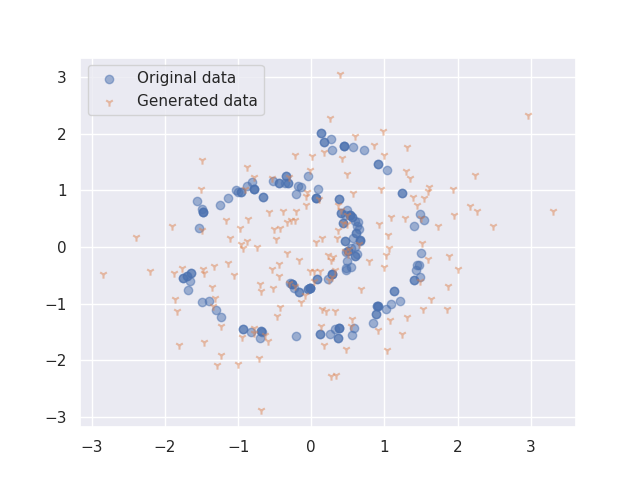 Original data
Generated data
3
2
1
0
−1
−2
−3
−3 −2 −1 0 1 2 3